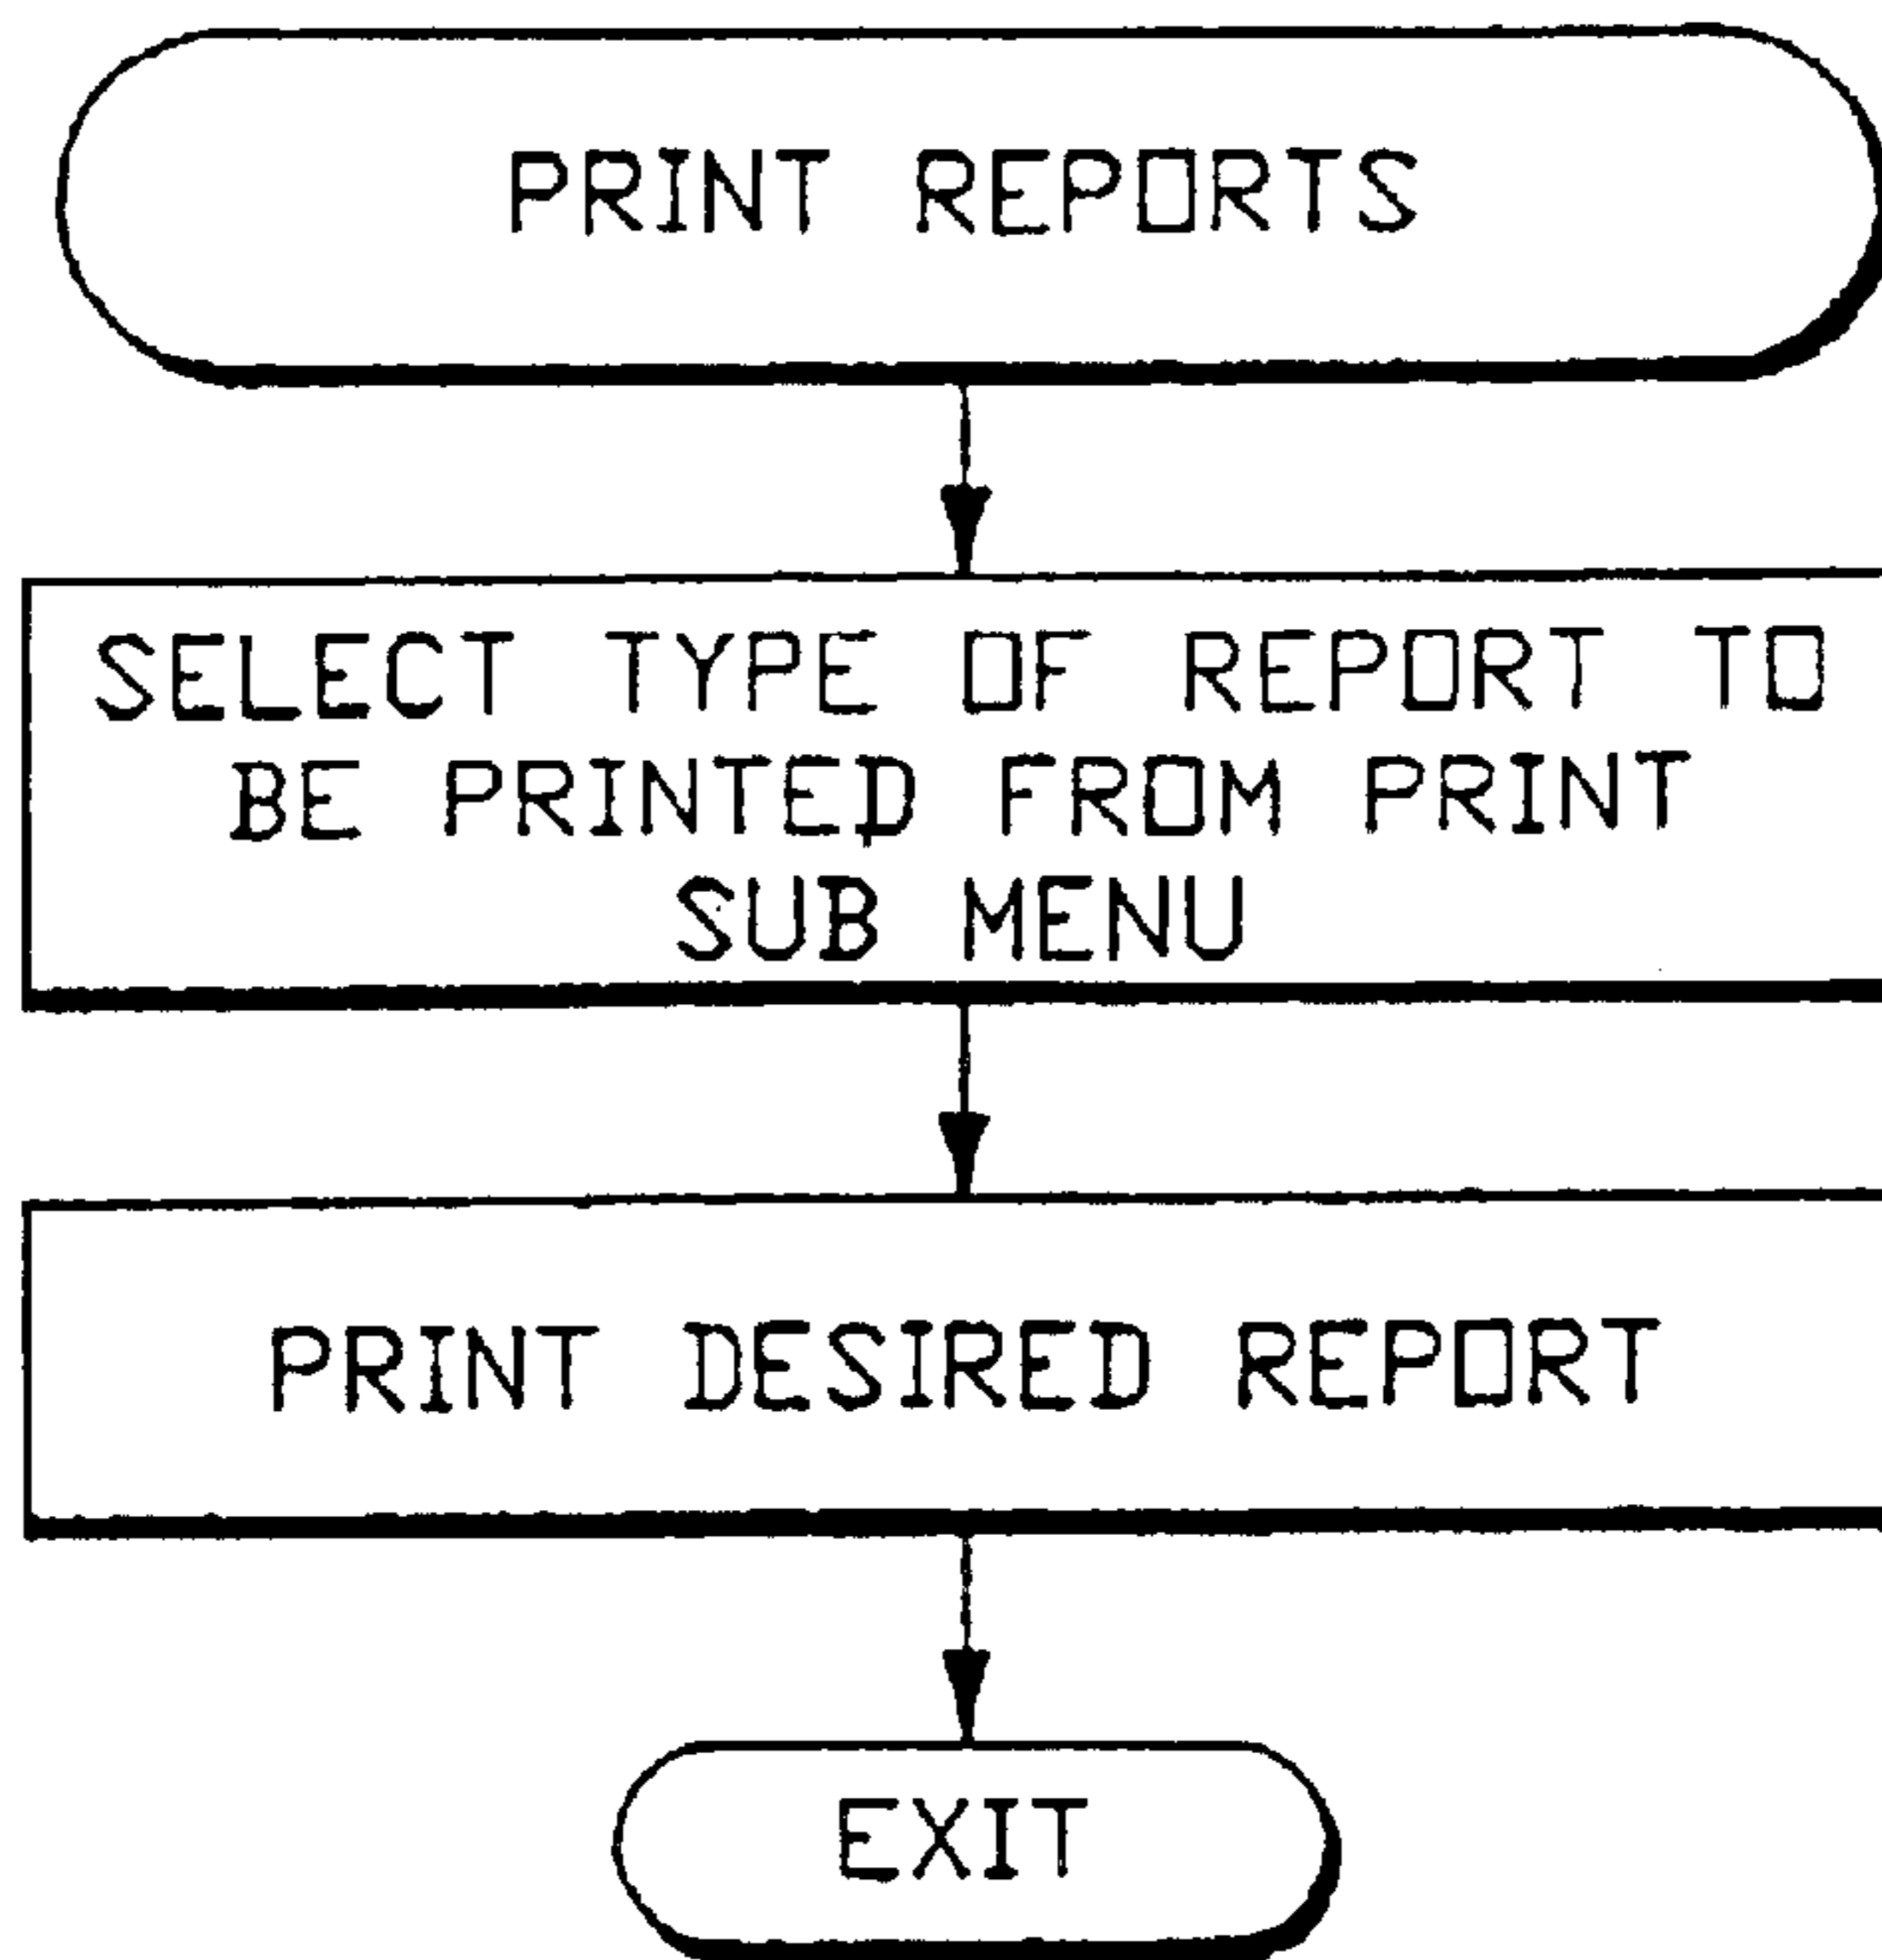 PRINT REPORTS
SELECT TYPE OF REPORT TO
BE PRINTED FROM PRINT
SUB MENU
PRINT DESIRED REPORT
EXIT